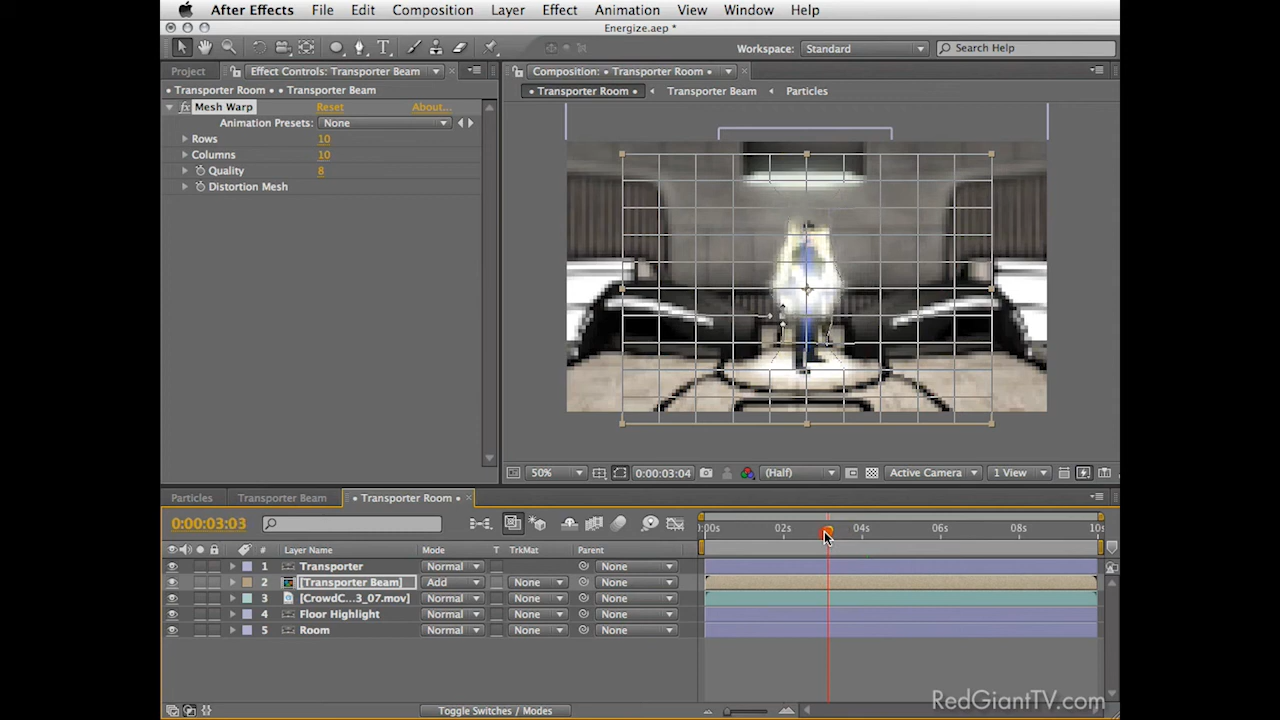 After Effects File Edit Composition Layer Effect Animation View Window Help
Energize.aep *
Workspace: Standard Search Help
Project Effect Controls: Transporter Beam Composition: • Transporter Room •
• Transporter Room • • Transporter Beam • Transporter Room • Transporter Beam Particles
fx Mesh Warp Reset About...
Animation Presets: None
Rows 10
Columns 10
Quality 8
Distortion Mesh
50% 0:00:03:04 (Half) Active Camera 1 View
Particles Transporter Beam • Transporter Room •
0:00:03:03 :00s 02s 04s 06s 08s 10s
# Layer Name Mode T TrkMat Parent
1 Transporter Normal None
2 [Transporter Beam] Add None None
3 [CrowdC...3_07.mov] Normal None None
4 Floor Highlight Normal None None
5 Room Normal None None
Toggle Switches / Modes
RedGiantTV.com